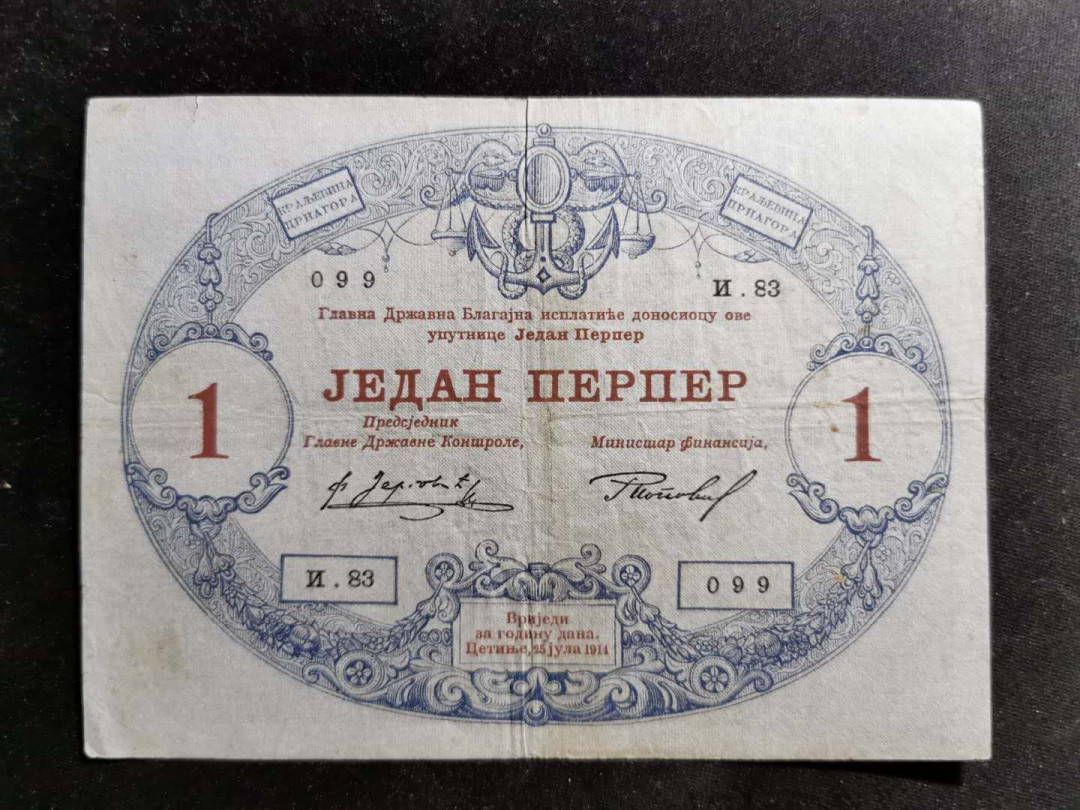 КРАЉЕВИНА
ЦРНАГОРА
КРАЉЕВИНА
ЦРНАГОРА
099
И.83
Главна Државна Благајна исплатиће доносиоцу ове
упутнице Један Перпер
ЈЕДАН ПЕРПЕР
1
1
Предсједник
Главне Државне Контроле,
Министар финансија,
И.83
099
Вриједи
за годину дана.
Цетиње, 25 јула 1914